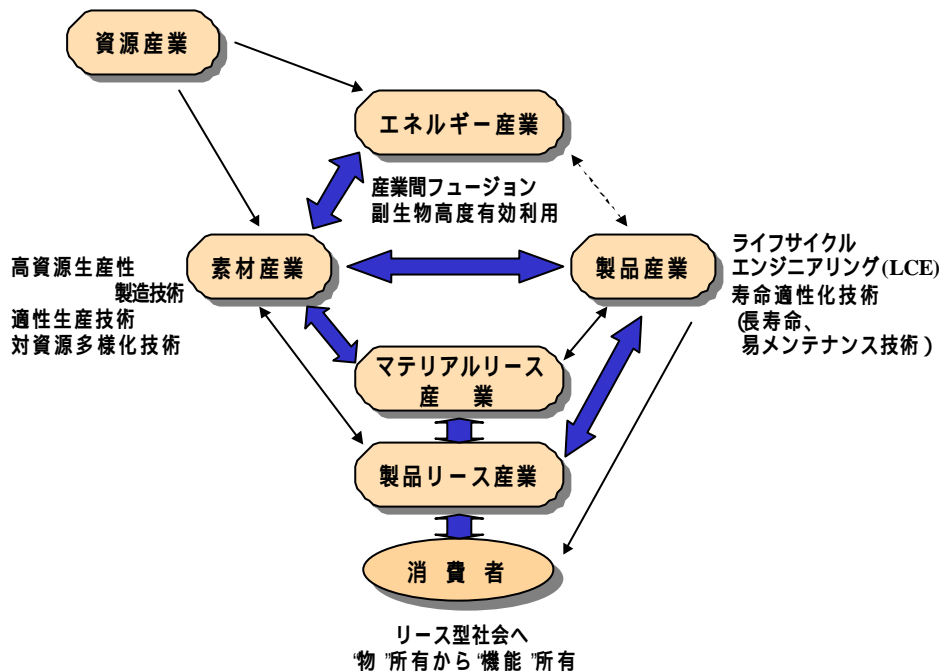 資源産業
エネルギー産業
産業間フュージョン
副生物高度有効利用
素材産業
製品産業
高資源生産性
製造技術
適性生産技術
対資源多様化技術
ライフサイクル
エンジニアリング(LCE)
寿命適性化技術
(長寿命、
易メンテナンス技術)
マテリアルリース
産 業
製品リース産業
消 費 者
リース型社会へ
“物”所有から“機能”所有